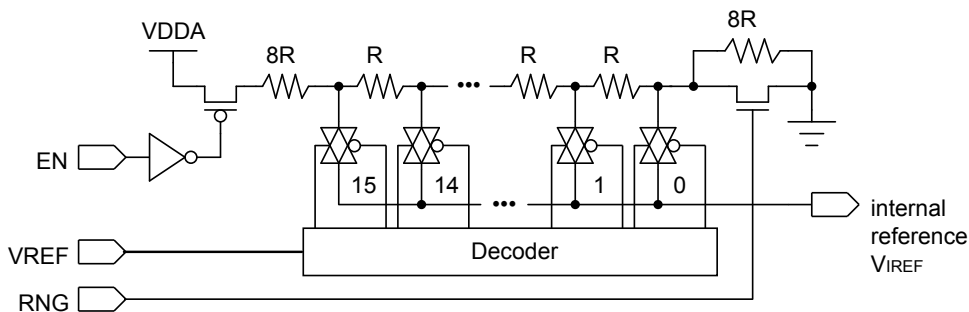 VDDA
8R
R
•••
R
R
8R
EN
15
14
1
0
•••
internal
reference
VIREF
VREF
Decoder
RNG